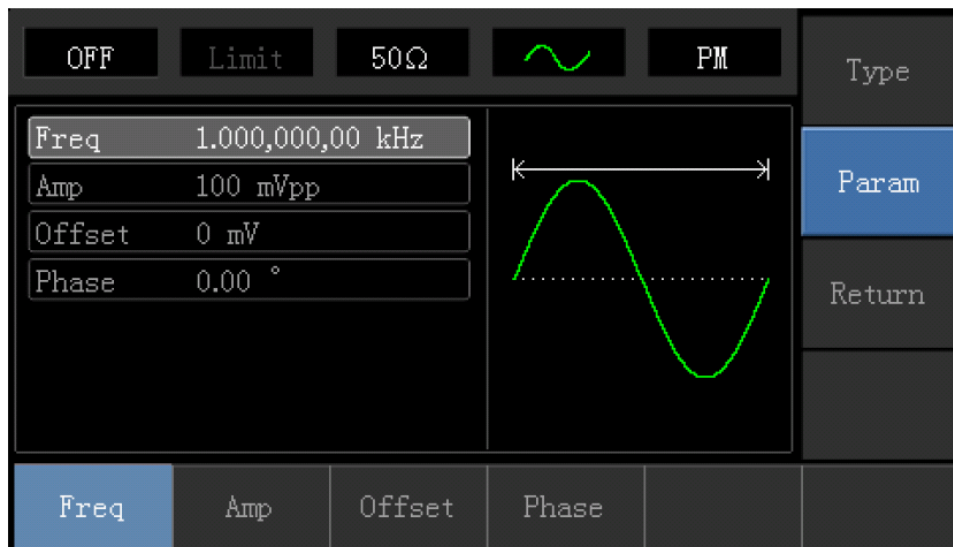 OFF Limit 50Ω PM
Type
Freq 1.000,000,00 kHz
Amp 100 mVpp
Offset 0 mV
Phase 0.00 °
Param
Return
Freq Amp Offset Phase